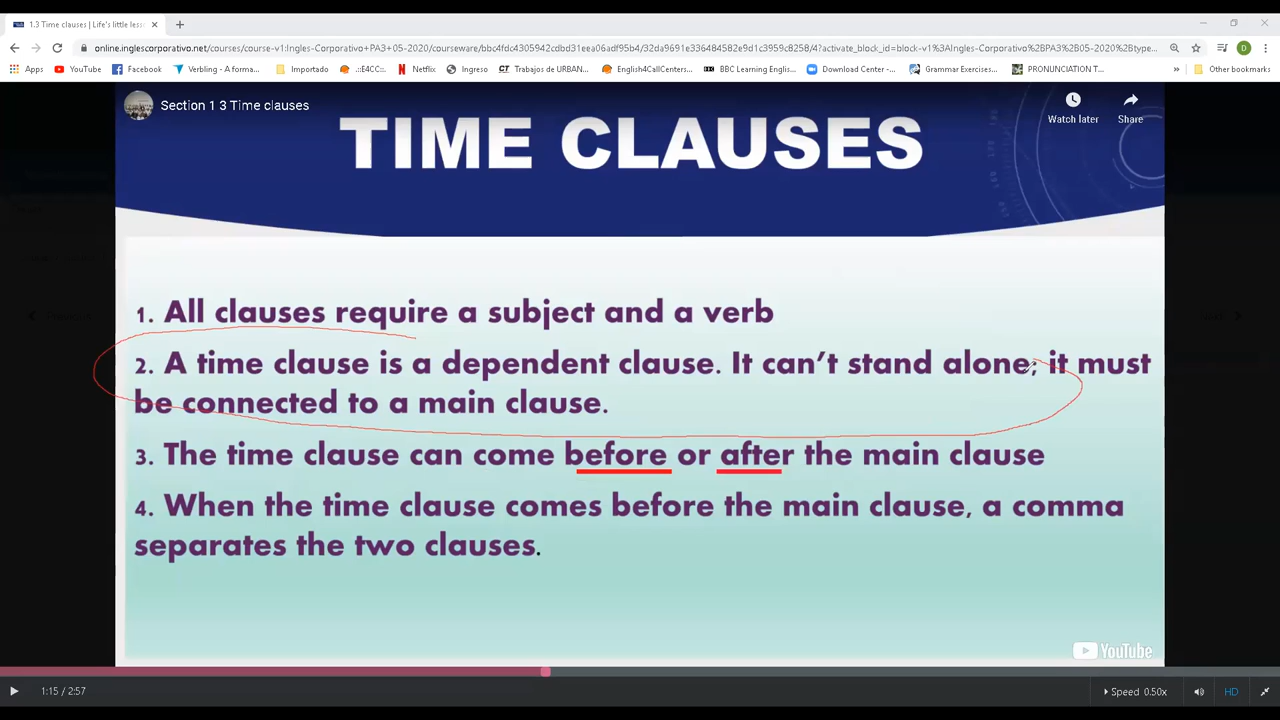 1.3 Time clauses | Life's little less
online.inglescorporativo.net/courses/course-v1:Ingles-Corporativo+PA3+05-2020/courseware/bbc4fdc4305942cdbd31eea06adf95b4/32da9691e336484582e9d1c3959c8258/4?activate_block_id=block-v1%3AIngles-Corporativo%2BPA3%2B05-2020%2Btype...
Apps YouTube Facebook Verbling - A forma... Importado .::E4CC::. Netflix Ingreso Trabajos de URBAN... English4CallCenters... BBC Learning Englis... Download Center -... Grammar Exercises... PRONUNCIATION T... » Other bookmarks
Section 1 3 Time clauses
Watch later Share
TIME CLAUSES
1. All clauses require a subject and a verb
2. A time clause is a dependent clause. It can't stand alone; it must
be connected to a main clause.
3. The time clause can come before or after the main clause
4. When the time clause comes before the main clause, a comma
separates the two clauses.
YouTube
1:15 / 2:57 Speed 0.50x HD